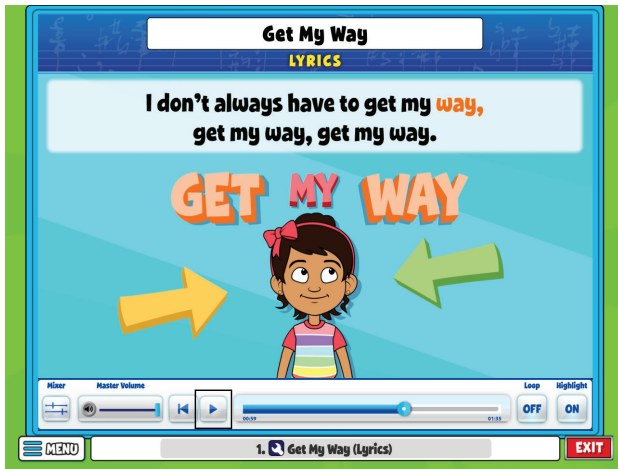 Get My Way
LYRICS
I don't always have to get my way,
get my way, get my way.
GET MY WAY
Mixer Master Volume Loop Highlight
00:59 01:35 OFF ON
MENU 1. Get My Way (Lyrics) EXIT